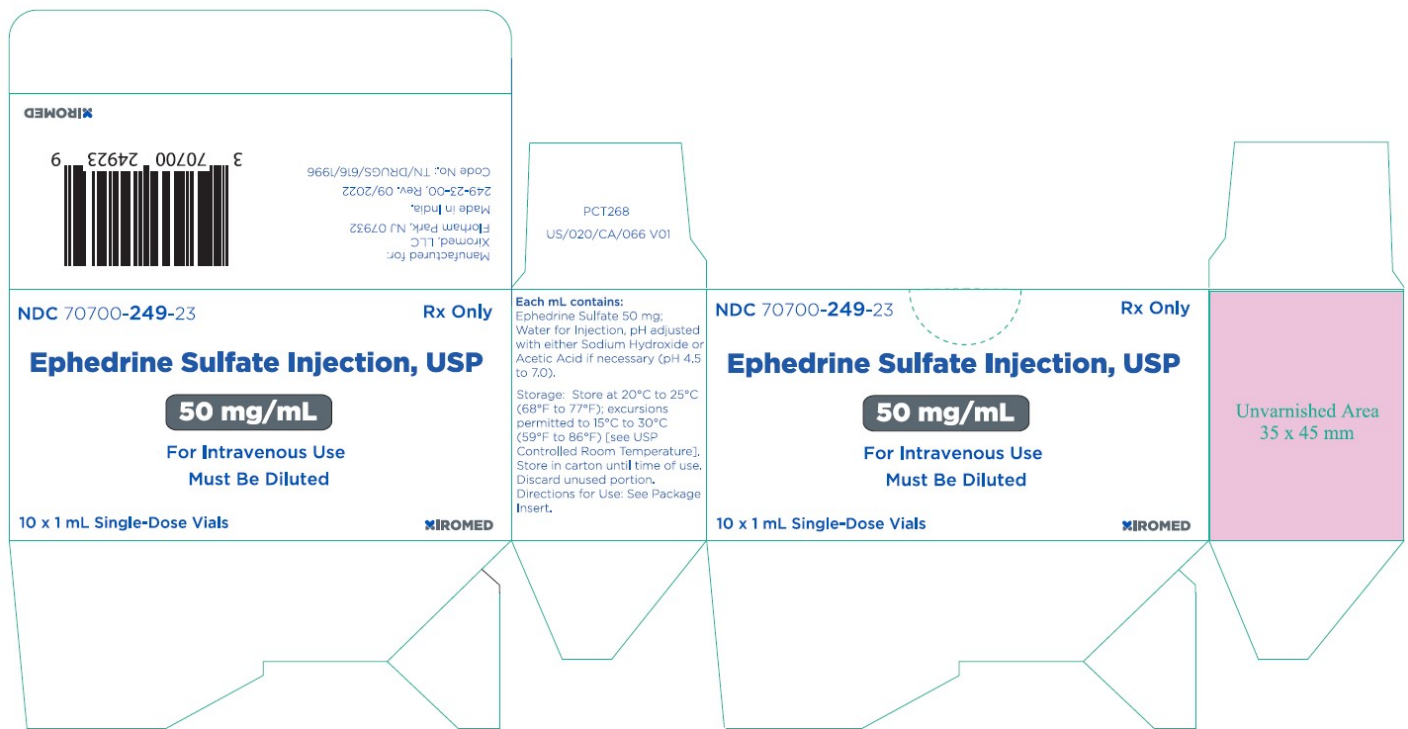 XIROMED
3 70700 24923 9
Manufactured for:
Xiromed, LLC
Florham Park, NJ 07932
Made in India.
249-23-00, Rev. 09/2022
Code No.: TN/DRUGS/616/1996
PCT268
US/020/CA/066 V01
NDC 70700-249-23
Rx Only
Ephedrine Sulfate Injection, USP
50 mg/mL
For Intravenous Use
Must Be Diluted
10 x 1 mL Single-Dose Vials
XIROMED
Each mL contains:
Ephedrine Sulfate 50 mg;
Water for Injection, pH adjusted
with either Sodium Hydroxide or
Acetic Acid if necessary (pH 4.5
to 7.0).
Storage: Store at 20°C to 25°C
(68°F to 77°F); excursions
permitted to 15°C to 30°C
(59°F to 86°F) [see USP
Controlled Room Temperature].
Store in carton until time of use.
Discard unused portion.
Directions for Use: See Package
Insert.
NDC 70700-249-23
Rx Only
Ephedrine Sulfate Injection, USP
50 mg/mL
For Intravenous Use
Must Be Diluted
10 x 1 mL Single-Dose Vials
XIROMED
Unvarnished Area
35 x 45 mm